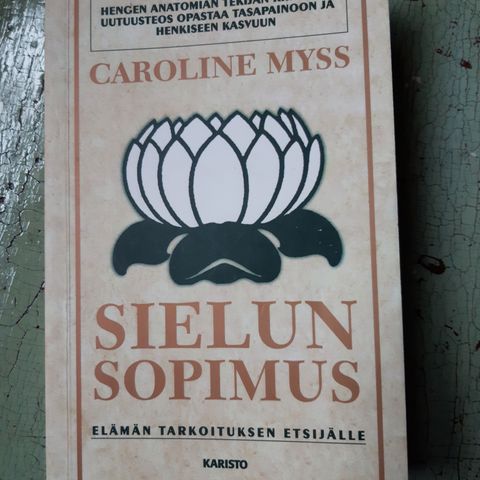 HENGEN ANATOMIAN TEKIJÄN
UUTUUSTEOS OPASTAA TASAPAINOON JA
HENKISEEN KASVUUN
CAROLINE MYSS
SIELUN
SOPIMUS
ELÄMÄN TARKOITUKSEN ETSIJÄLLE
KARISTO